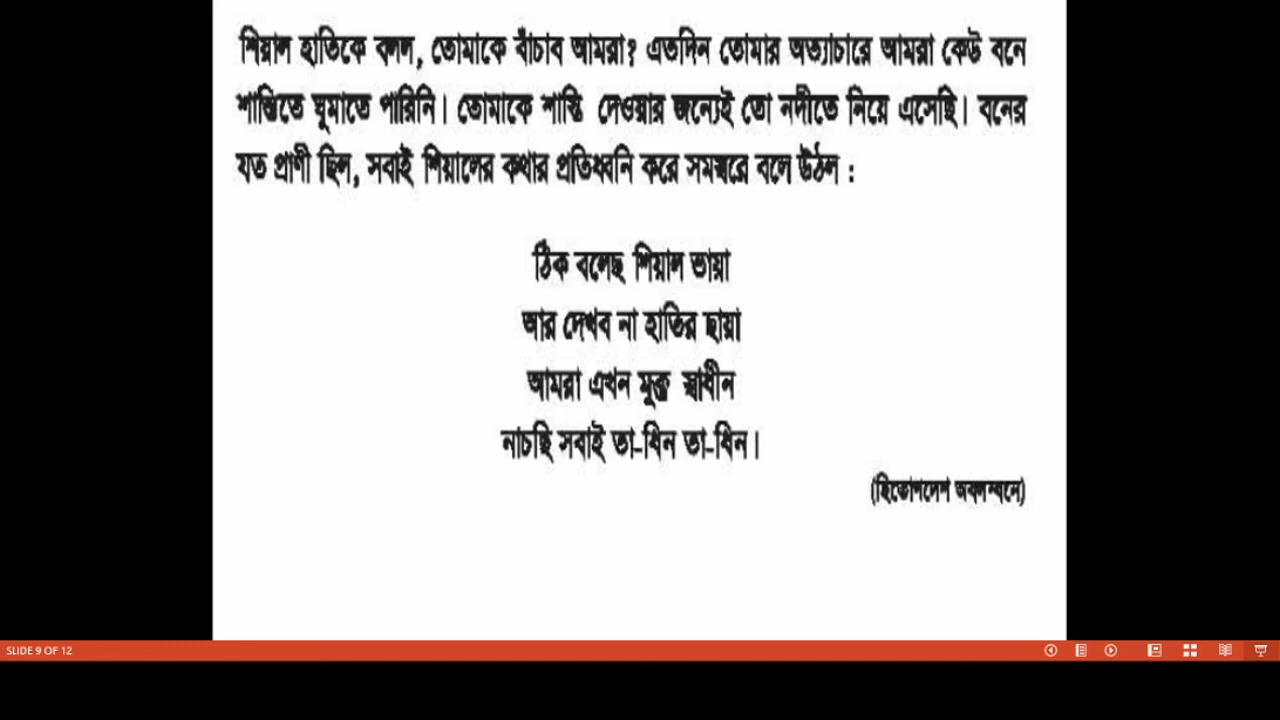 শিয়াল হাতিকে বলল, তোমাকে বাঁচাব আমরা? এতদিন তোমার অত্যাচারে আমরা কেউ বনে
শান্তিতে ঘুমাতে পারিনি। তোমাকে শাস্তি দেওয়ার জন্যেই তো নদীতে নিয়ে এসেছি। বনের
যত প্রাণী ছিল, সবাই শিয়ালের কথার প্রতিধ্বনি করে সমস্বরে বলে উঠল :
ঠিক বলেছ শিয়াল ভায়া
আর দেখব না হাতির ছায়া
আমরা এখন মুক্ত স্বাধীন
নাচছি সবাই তা-ধিন তা-ধিন।
(হিতোপদেশ অবলম্বনে)
SLIDE 9 OF 12